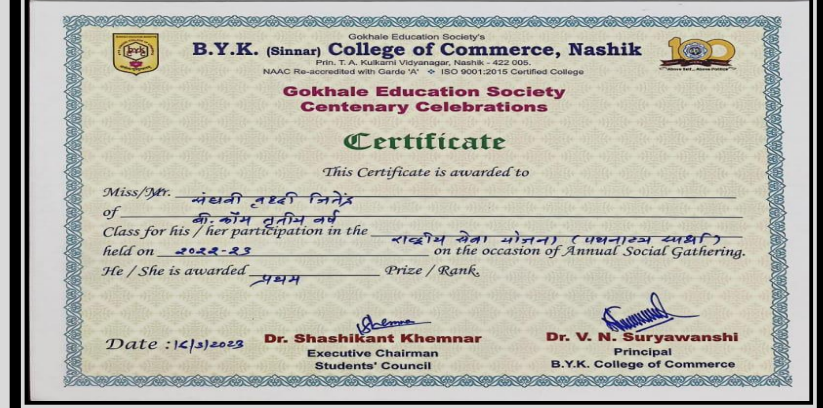 Gokhale Education Society's
B.Y.K. (Sinnar) College of Commerce, Nashik
Prin. T. A. Kulkarni Vidyanagar, Nashik - 422 005.
NAAC Re-accredited with Garde 'A' ❖ ISO 9001:2015 Certified College
Gokhale Education Society
Centenary Celebrations
Certificate
This Certificate is awarded to
Miss/Mr. संघवी जितेंद्र
of बी. कॉम तृतीय वर्ष
Class for his / her participation in the राष्ट्रीय सेवा योजना (पथनाट्य स्पर्धा)
held on २०२२-२३ on the occasion of Annual Social Gathering.
He / She is awarded प्रथम Prize / Rank.
Date : 16/3/2023
Dr. Shashikant Khemnar
Executive Chairman
Students' Council
Dr. V. N. Suryawanshi
Principal
B.Y.K. College of Commerce